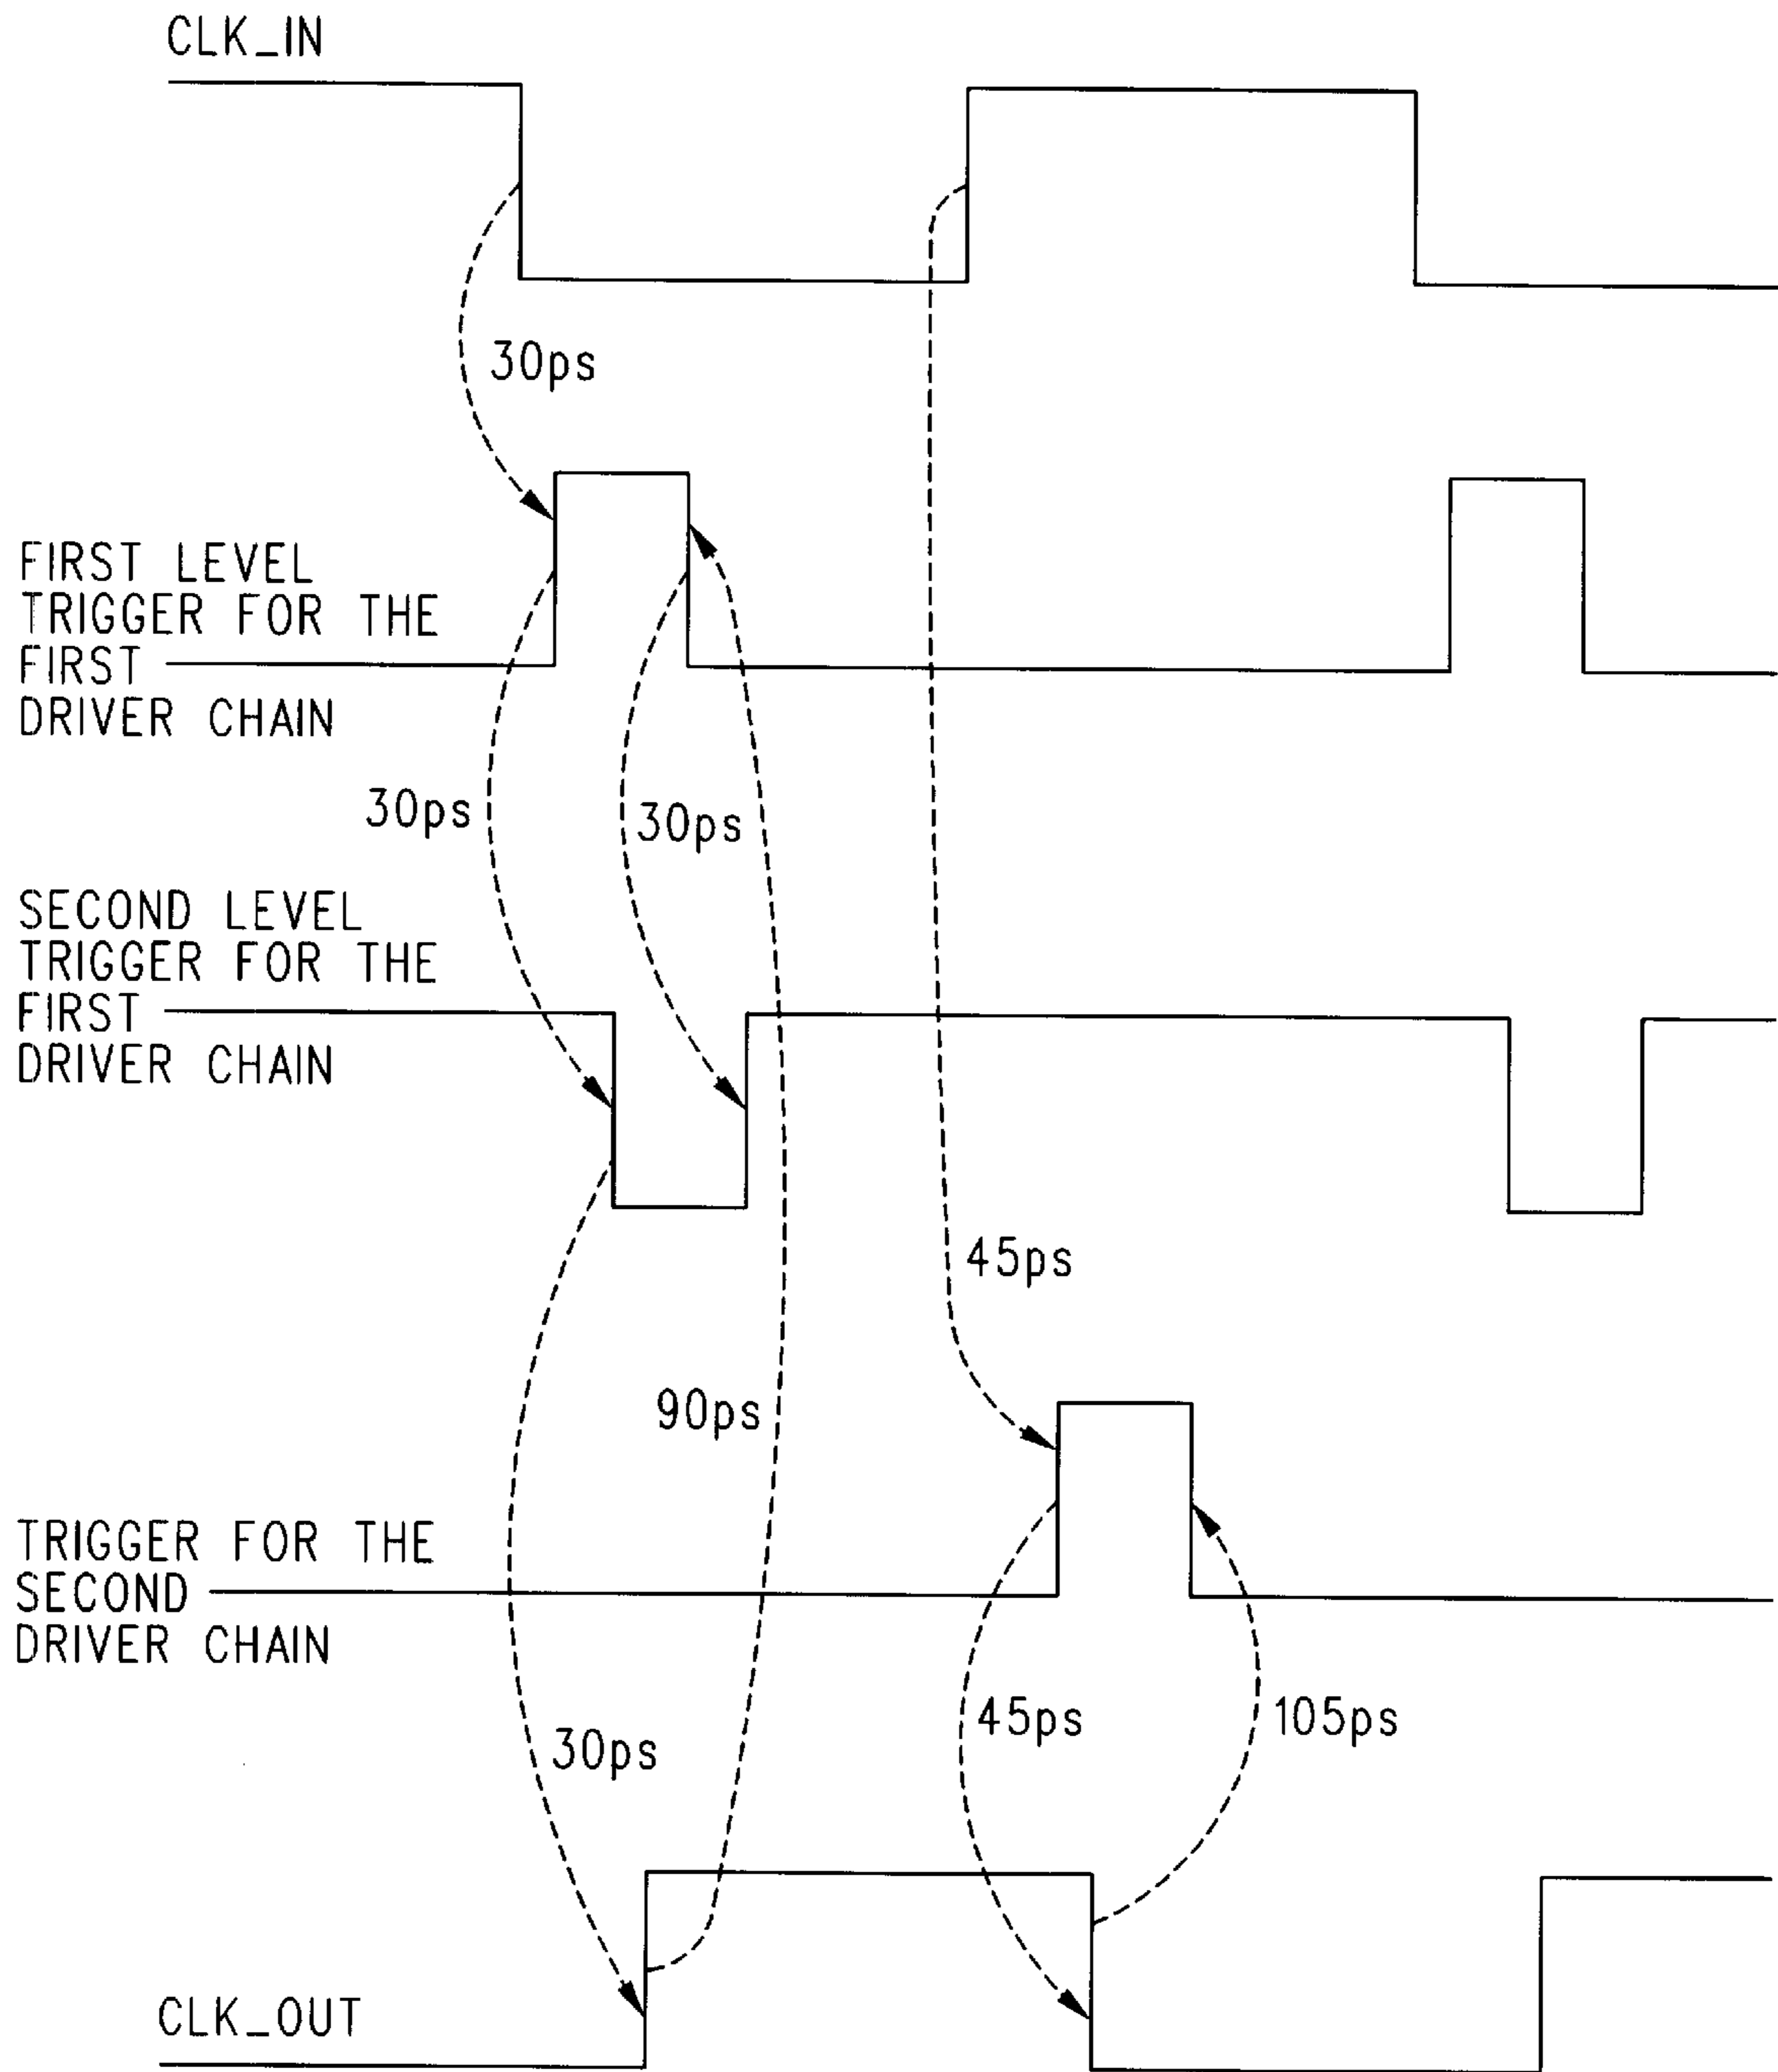 CLK_IN
30ps
FIRST LEVEL
TRIGGER FOR THE
FIRST
DRIVER CHAIN
30ps
30ps
SECOND LEVEL
TRIGGER FOR THE
FIRST
DRIVER CHAIN
45ps
90ps
TRIGGER FOR THE
SECOND
DRIVER CHAIN
45ps
105ps
30ps
CLK_OUT